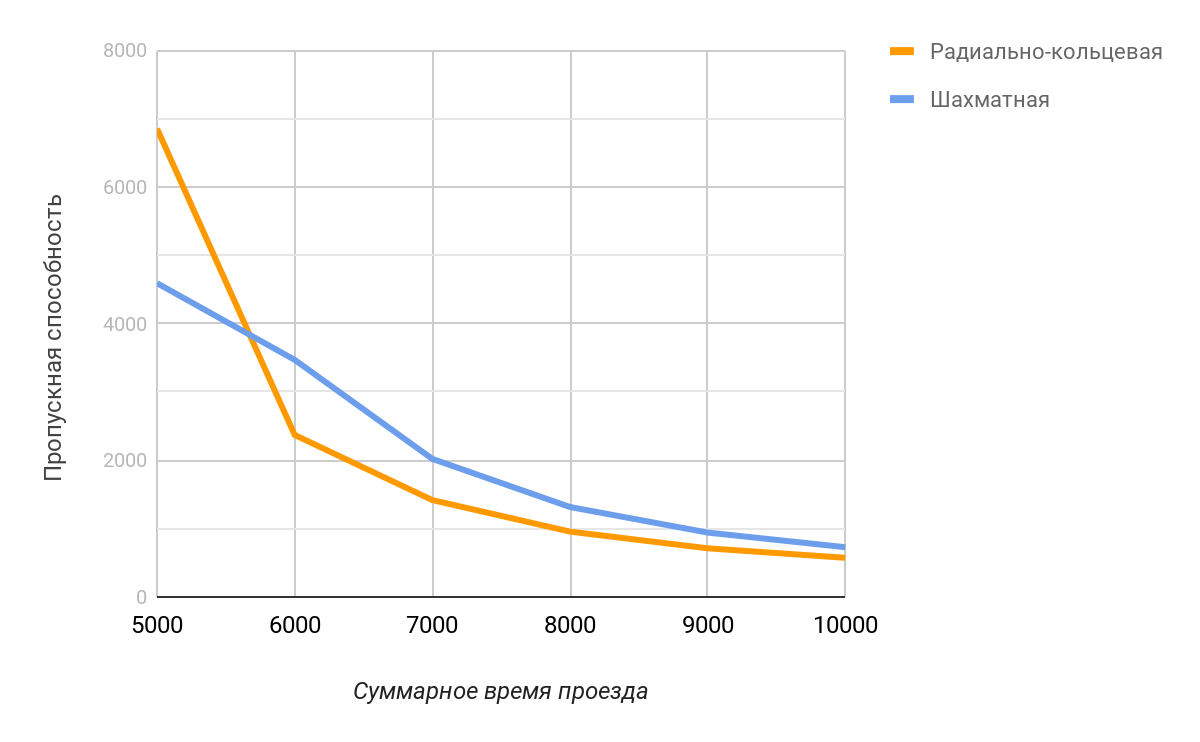 Радиально-кольцевая
Шахматная
Пропускная способность
8000
6000
4000
2000
0
5000 6000 7000 8000 9000 10000
Суммарное время проезда